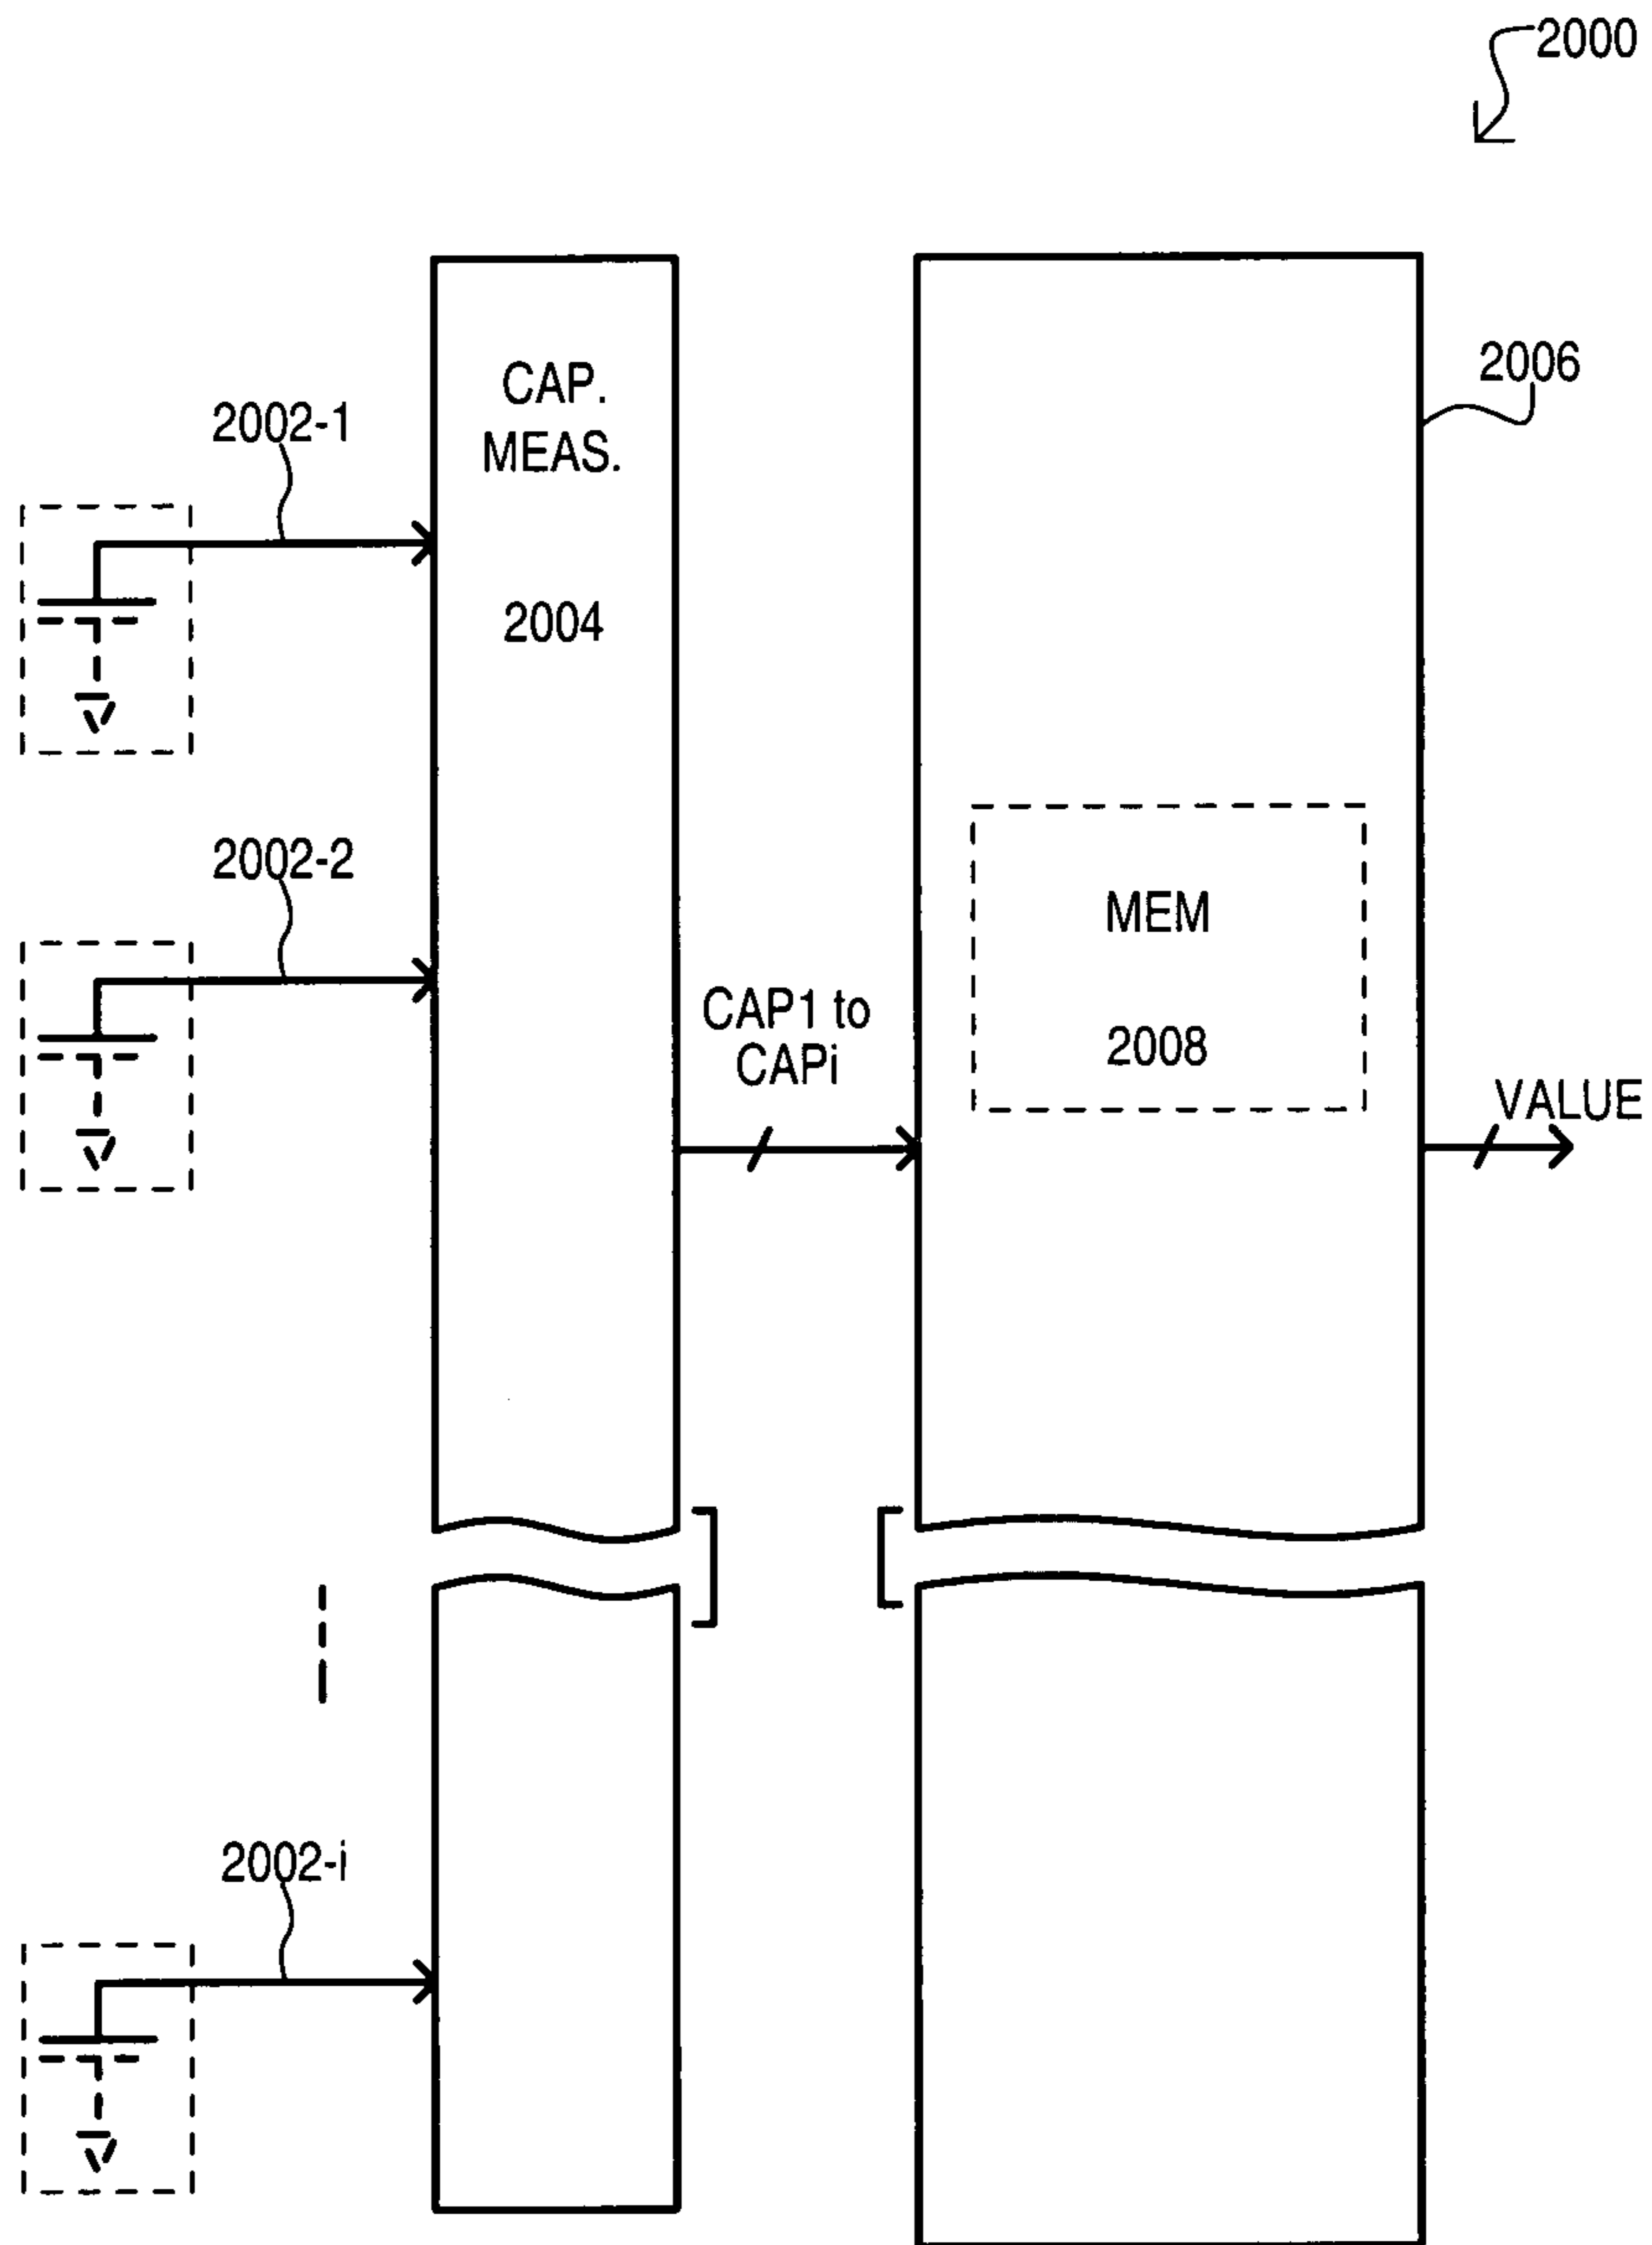 2000
2006
CAP.
MEAS.
2002-1
2004
2002-2
MEM
CAP1 to
CAPi
2008
VALUE
2002-i